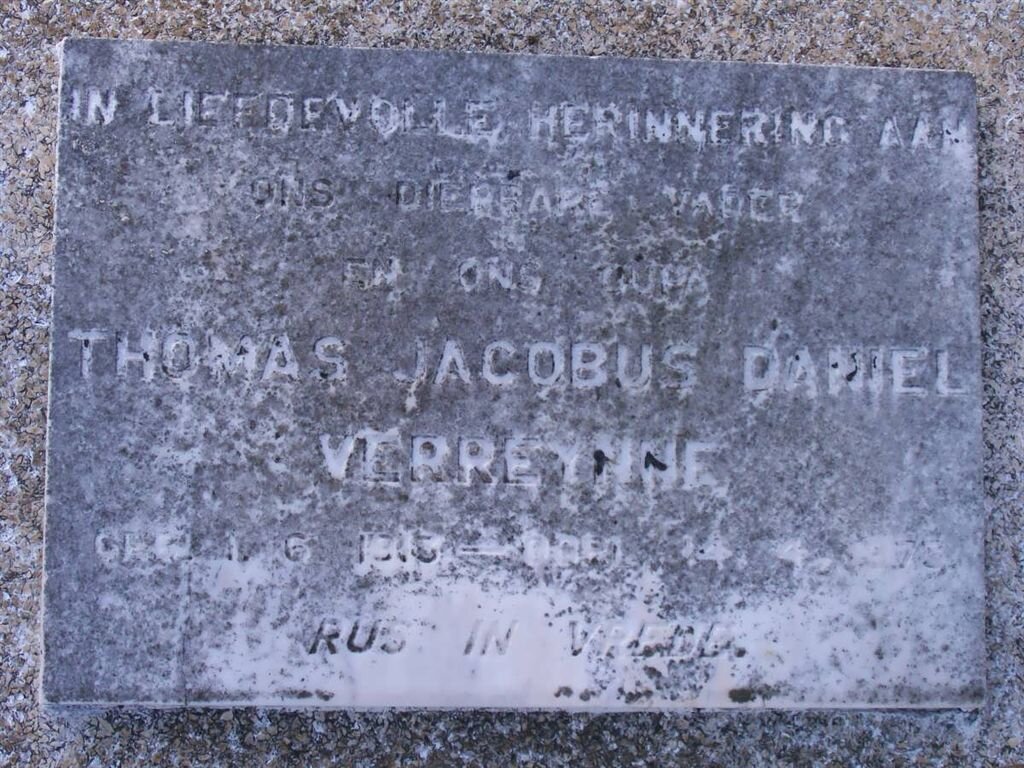 IN LIEFDEVOLLE HERINNERING AAN
ONS DIERBARE VADER
EN ONS OUPA
THOMAS JACOBUS DANIEL
VERREYNNE
GEB. 1. 6. 1913 — OORL. 14. 4.
RUS IN VREDE.